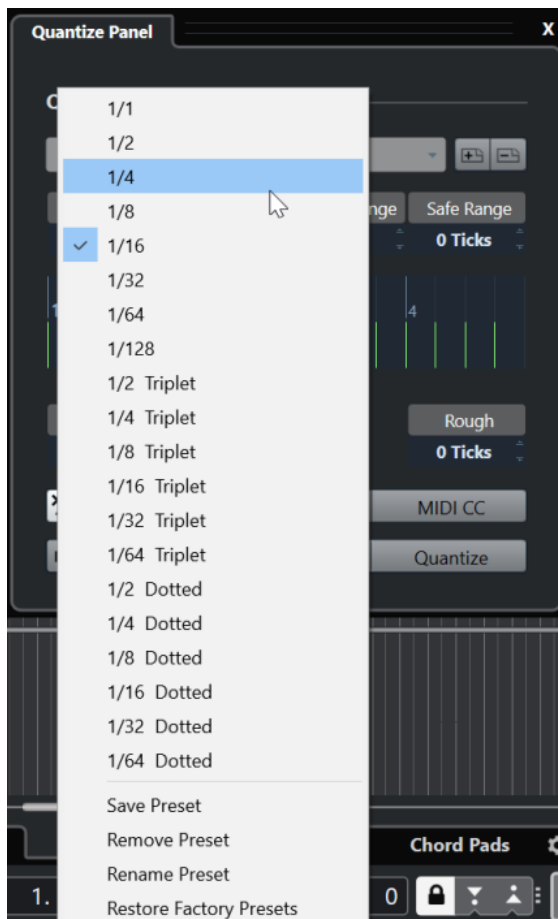 Quantize Panel
x
1/1
1/2
1/4
1/8
Safe Range
1/16
0 Ticks
1/32
1/64
4
1/128
1/2 Triplet
1/4 Triplet
Rough
1/8 Triplet
0 Ticks
1/16 Triplet
MIDI CC
1/32 Triplet
1/64 Triplet
Quantize
1/2 Dotted
1/4 Dotted
1/8 Dotted
1/16 Dotted
1/32 Dotted
1/64 Dotted
Save Preset
Remove Preset
Chord Pads
Rename Preset
1.
0
Restore Factory Presets